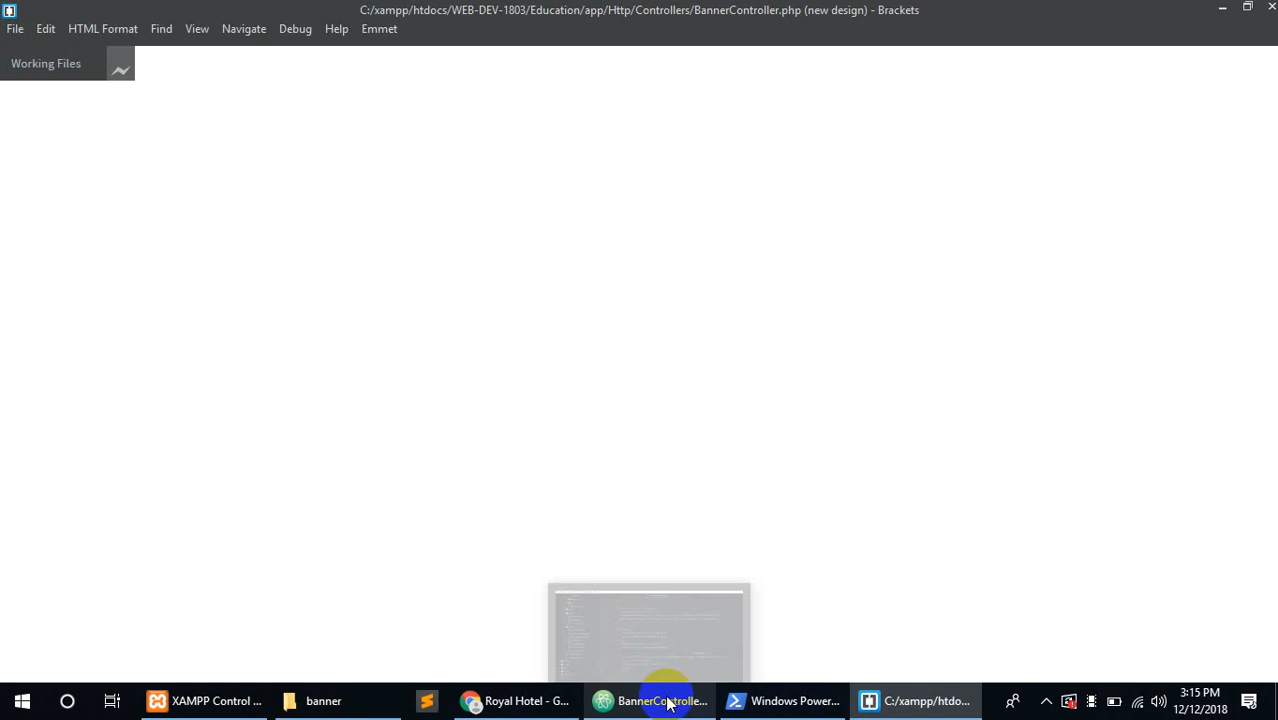 C:/xampp/htdocs/WEB-DEV-1803/Education/app/Http/Controllers/BannerController.php (new design) - Brackets
File Edit HTML Format Find View Navigate Debug Help Emmet
Working Files
XAMPP Control ... banner Royal Hotel - G... BannerControlle... Windows Power... C:/xampp/htdo... 3:15 PM
12/12/2018